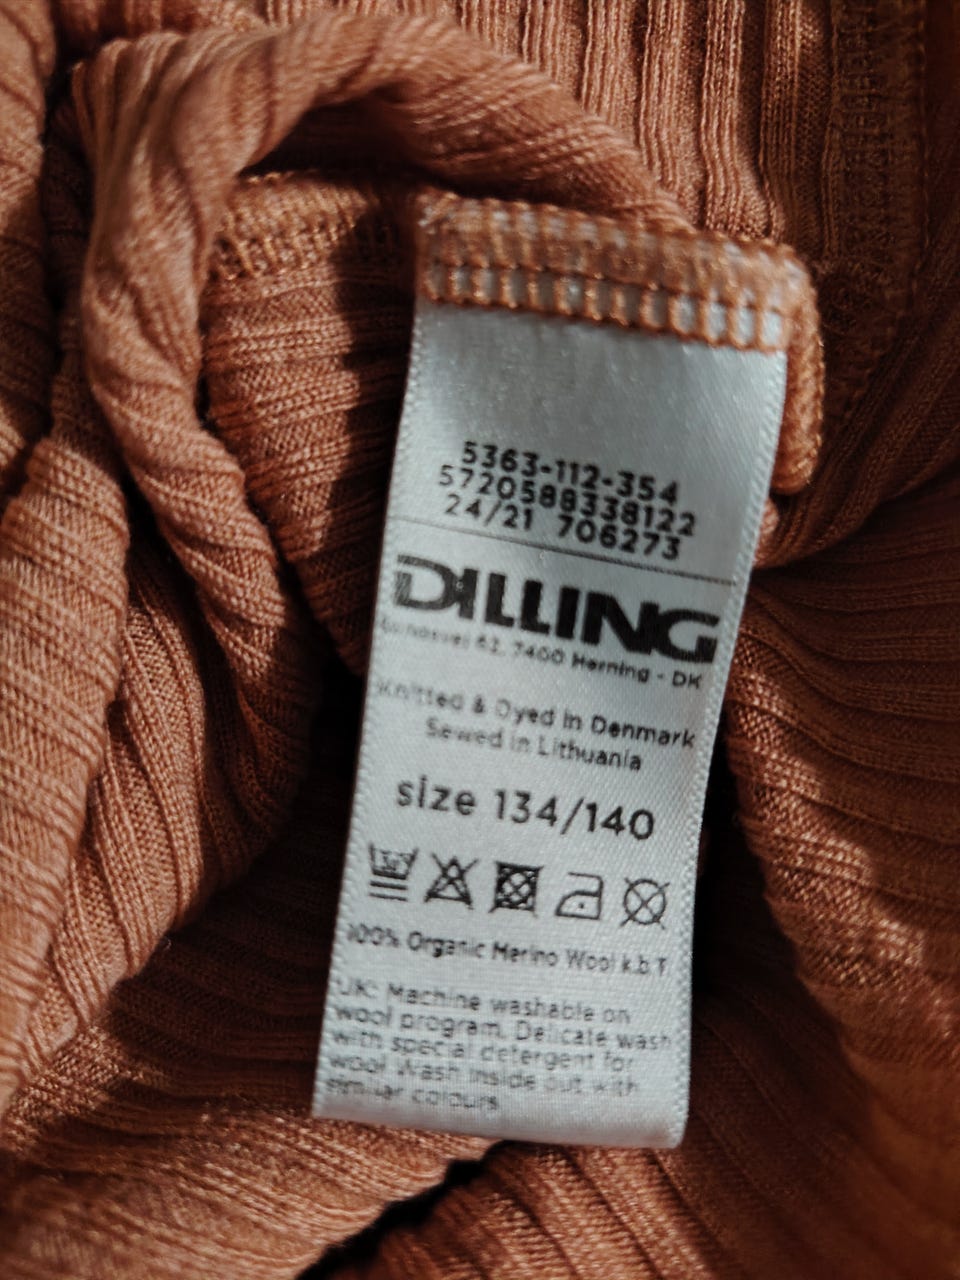 5363-112-354
5720588338122
24/21 706273
DILLING
62, 7400 Herning - DK
Knitted & Dyed in Denmark
Sewed in Lithuania
size 134/140
100% Organic Merino Wool k.b.T.
UK: Machine washable on
wool program. Delicate wash
with special detergent for
wool Wash inside out with
similar colours